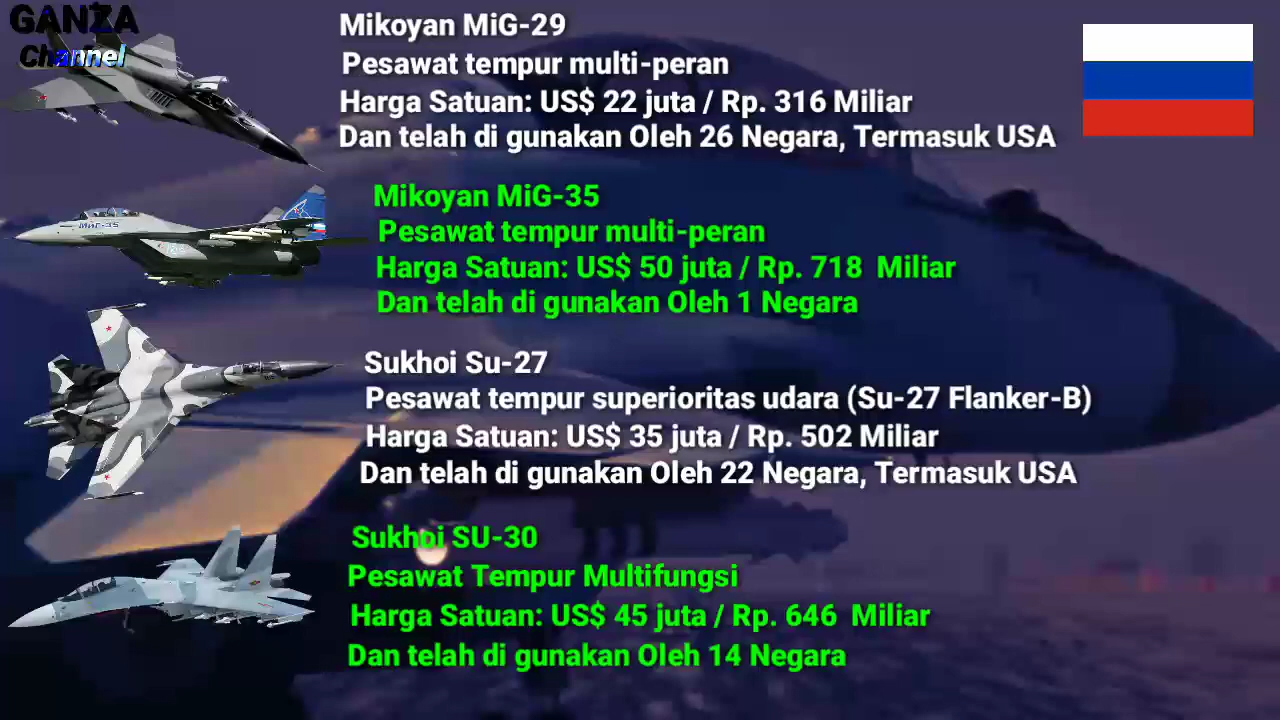 GANZA
Channel
Mikoyan MiG-29
Pesawat tempur multi-peran
Harga Satuan: US$ 22 juta / Rp. 316 Miliar
Dan telah di gunakan Oleh 26 Negara, Termasuk USA
Mikoyan MiG-35
Pesawat tempur multi-peran
Harga Satuan: US$ 50 juta / Rp. 718 Miliar
Dan telah di gunakan Oleh 1 Negara
МиГ-35
Sukhoi Su-27
Pesawat tempur superioritas udara (Su-27 Flanker-B)
Harga Satuan: US$ 35 juta / Rp. 502 Miliar
Dan telah di gunakan Oleh 22 Negara, Termasuk USA
Sukhoi SU-30
Pesawat Tempur Multifungsi
Harga Satuan: US$ 45 juta / Rp. 646 Miliar
Dan telah di gunakan Oleh 14 Negara